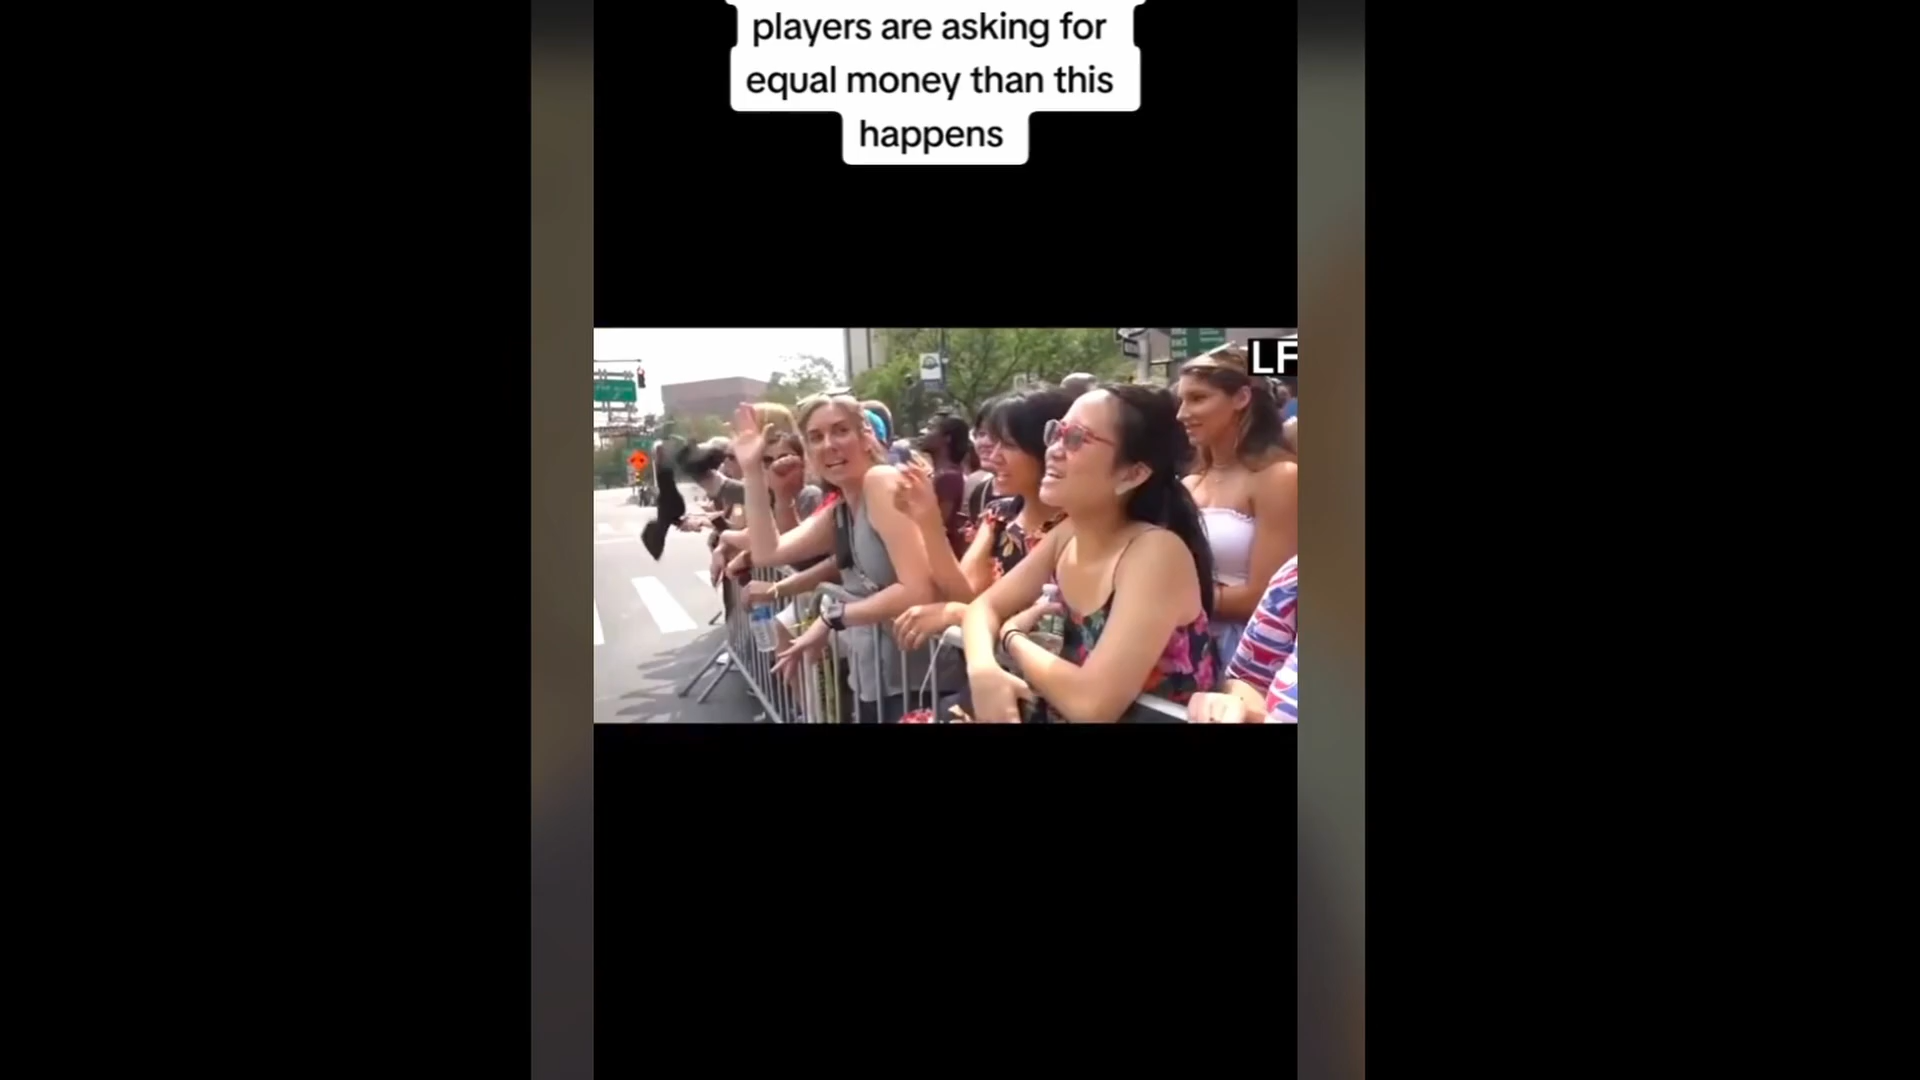 players are asking for
equal money than this
happens
LF